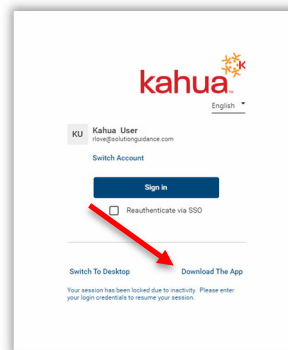 kahua
English
KU
Kahua User
rlove@solutionguidance.com
Switch Account
Sign in
Reauthenticate via SSO
Switch To Desktop
Download The App
Your session has been locked due to inactivity. Please enter
your login credentials to resume your session.